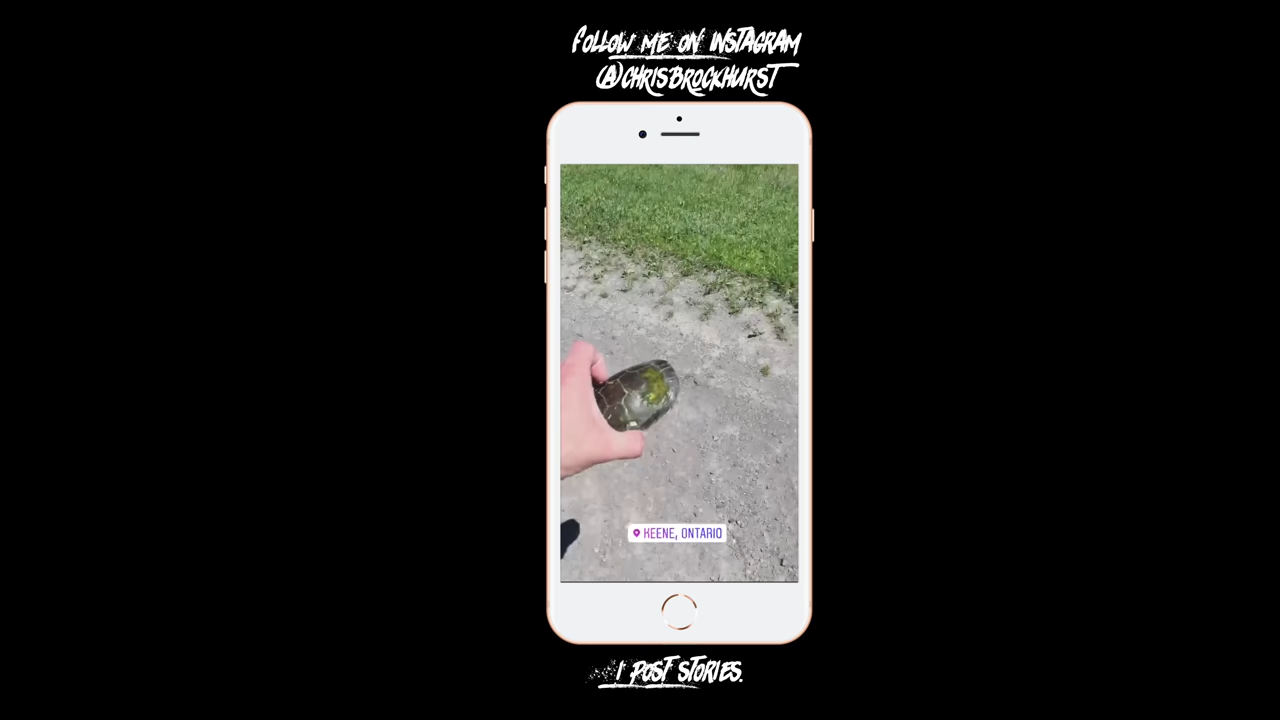 FOLLOW ME ON INSTAGRAM
@CHRISBROCKHURST
KEENE, ONTARIO
I POST STORIES.